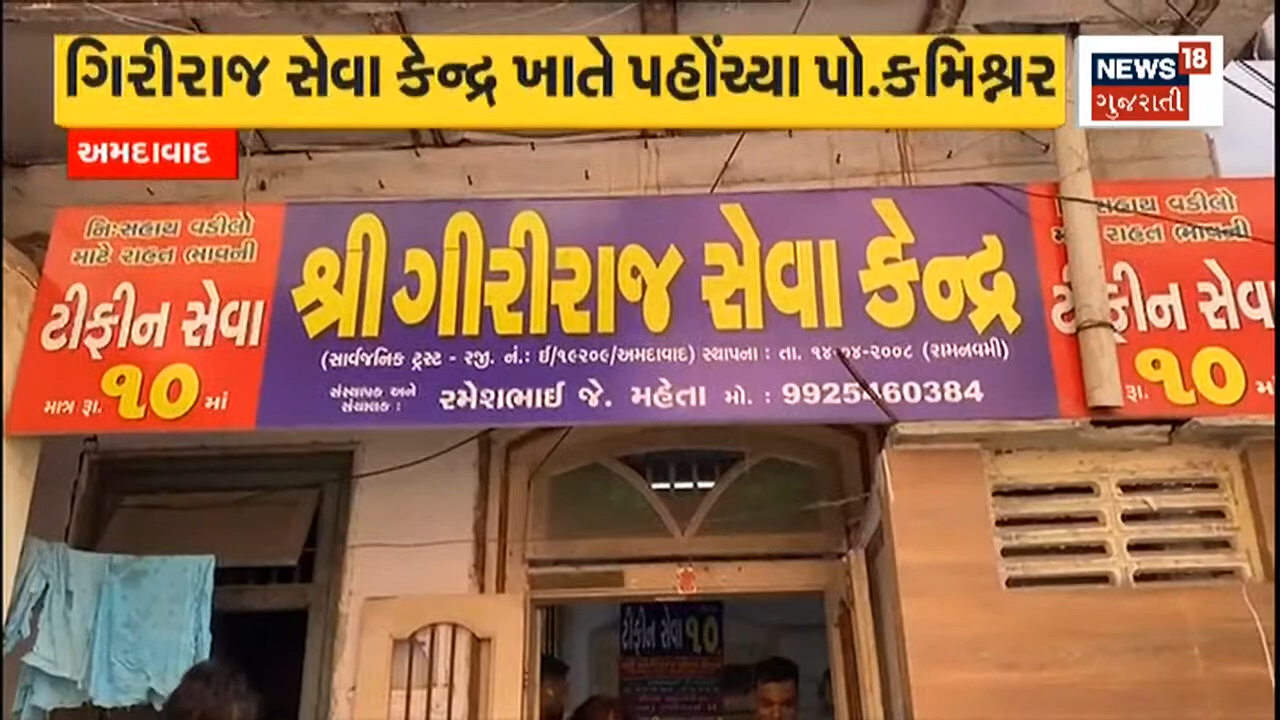 ગિરીરાજ સેવા કેન્દ્ર ખાતે પહોંચ્યા પો.કમિશ્નર
NEWS 18
ગુજરાતી
અમદાવાદ
નિઃસહાય વડીલો
માટે રાહત ભાવની
ટીફીન સેવા
માત્ર રૂા. ૧૦ માં
શ્રી ગીરીરાજ સેવા કેન્દ્ર
(સાર્વજનિક ટ્રસ્ટ - રજી. નં.: ઈ/૧૯૨૦૯/અમદાવાદ) સ્થાપના : તા. ૧૪-૦૪-૨૦૦૮ (રામનવમી)
સંસ્થાપક અને
સંચાલક :
રમેશભાઈ જે. મહેતા મો. : 9925460384
વડીલો
રાહત ભાવની
ટીફીન સેવા
રૂા. ૧૦ માં
ટીફીન સેવા ૧૦